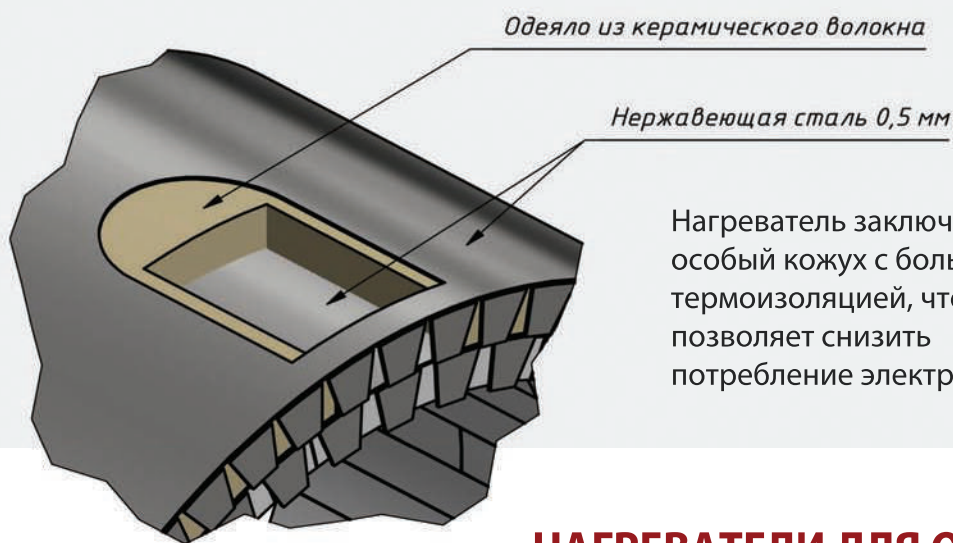 Одеяло из керамического волокна
Нержавеющая сталь 0,5 мм
Нагреватель заключ
особый кожух с боль
термоизоляцией, что
позволяет снизить
потребление электр